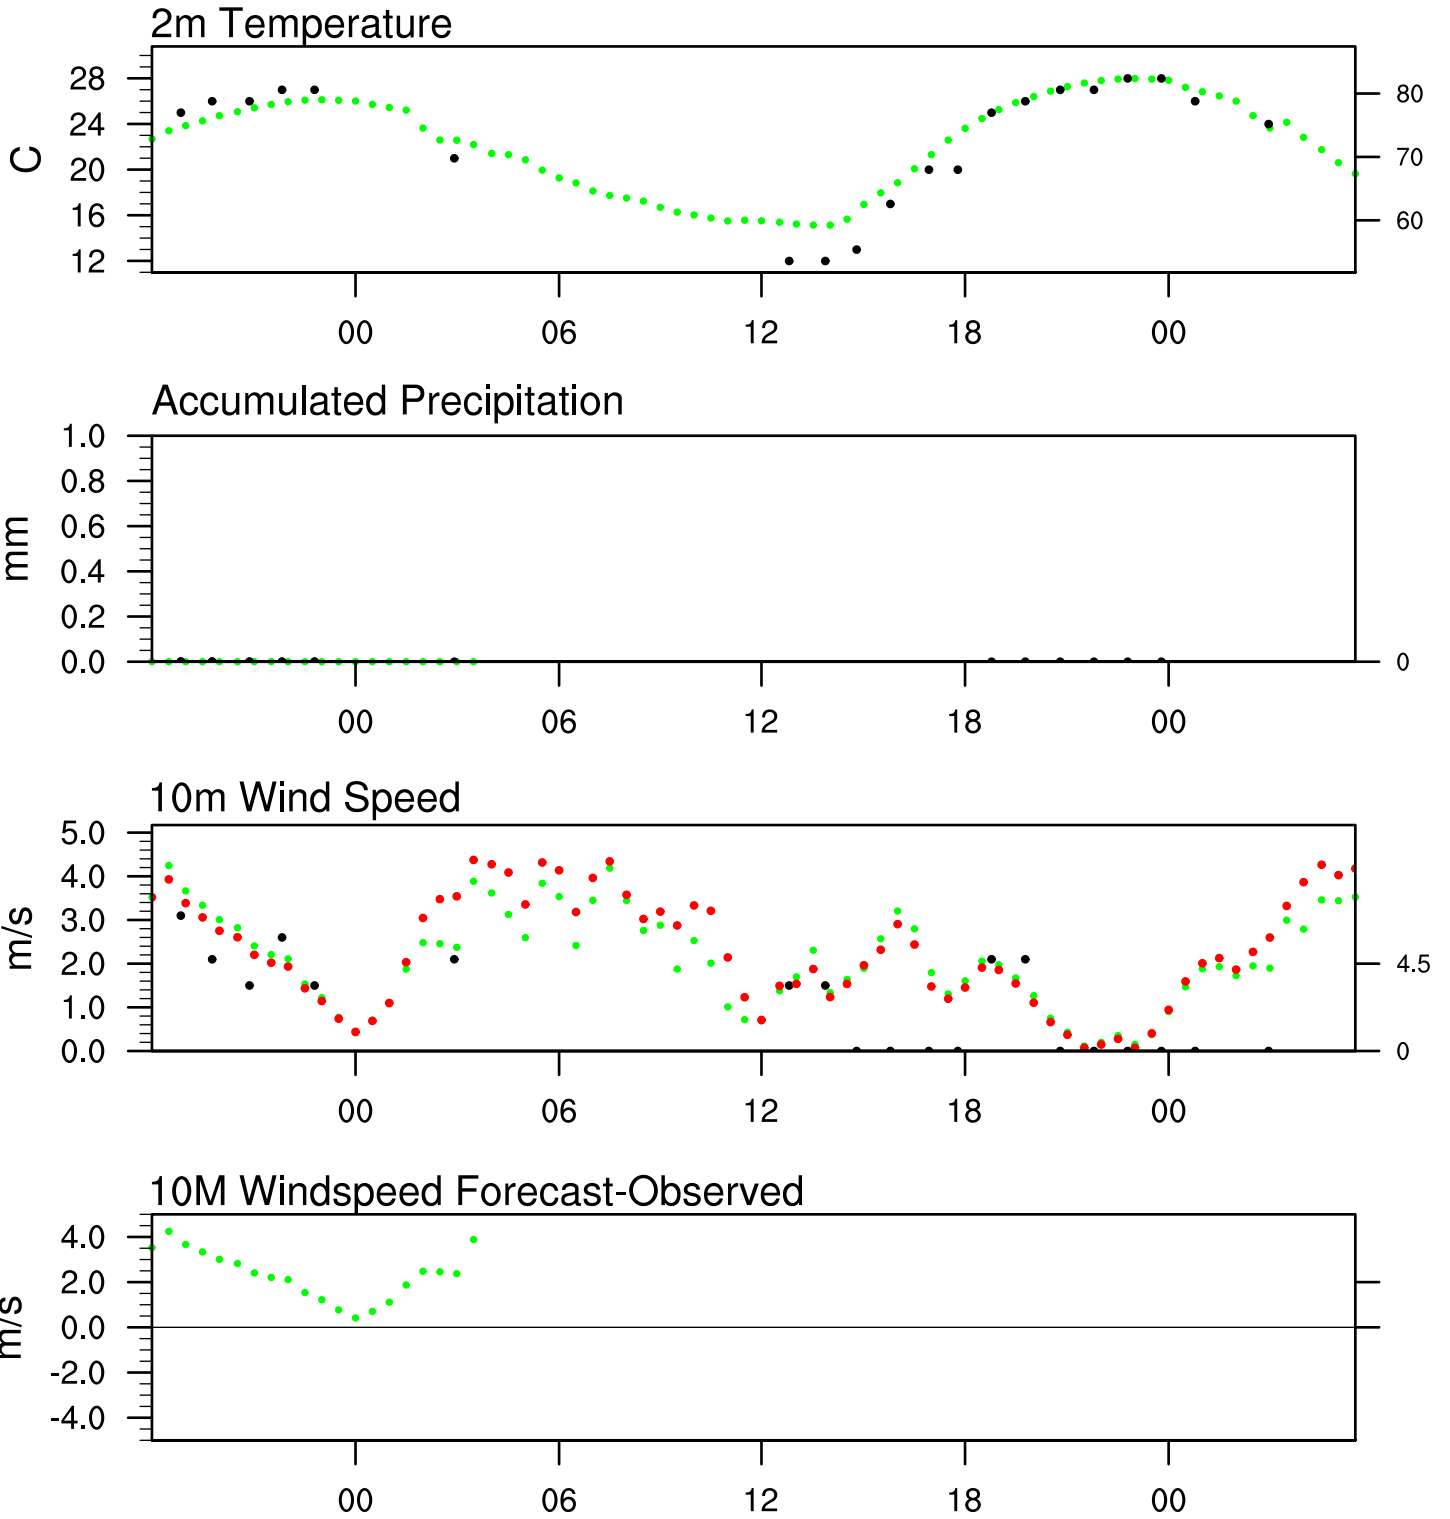 2m Temperature
28
24
20
16
12
C
80
70
60
00 06 12 18 00
Accumulated Precipitation
1.0
0.8
0.6
0.4
0.2
0.0
mm
0
00 06 12 18 00
10m Wind Speed
5.0
4.0
3.0
2.0
1.0
0.0
m/s
4.5
0
00 06 12 18 00
10M Windspeed Forecast-Observed
4.0
2.0
0.0
-2.0
-4.0
m/s
00 06 12 18 00